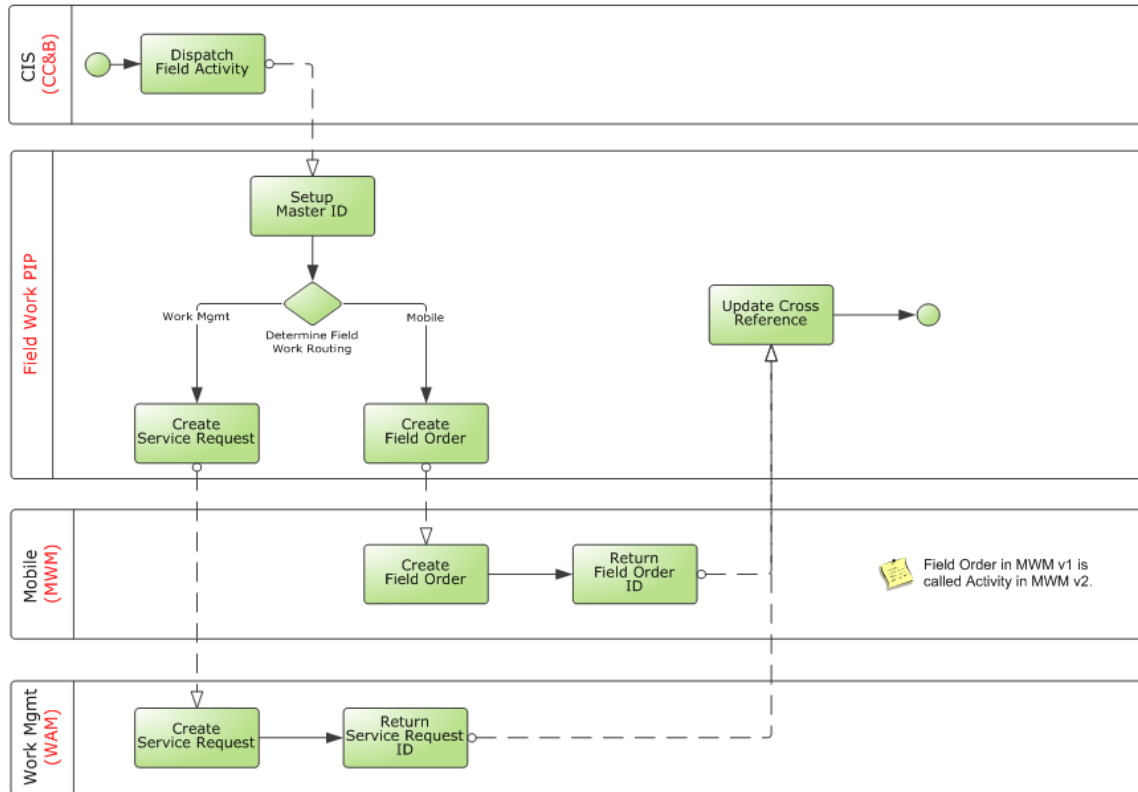 CIS
(CC&B)
Dispatch
Field Activity
Field Work PIP
Setup
Master ID
Work Mgmt
Mobile
Determine Field
Work Routing
Update Cross
Reference
Create
Service Request
Create
Field Order
Mobile
(MWM)
Create
Field Order
Return
Field Order
ID
Field Order in MWM v1 is
called Activity in MWM v2.
Work Mgmt
(WAM)
Create
Service Request
Return
Service Request
ID